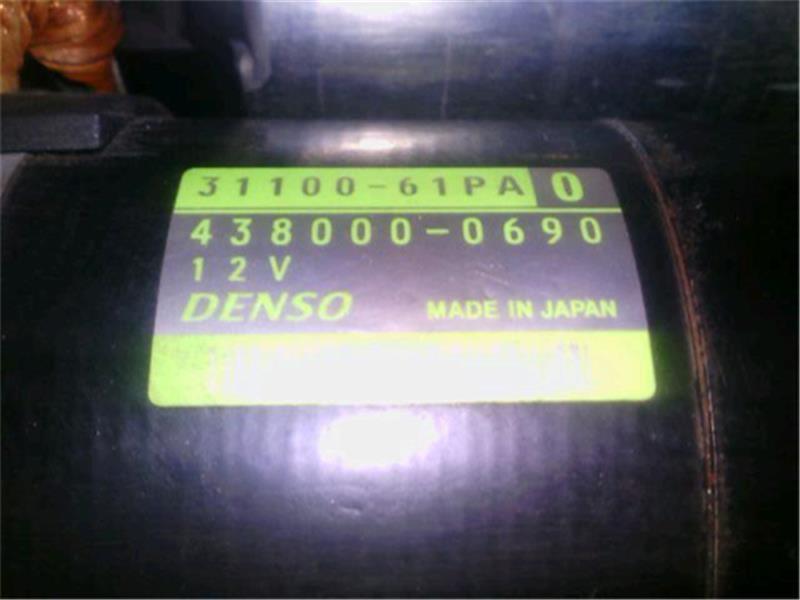 31100-61PA 0
438000-0690
12V
DENSO MADE IN JAPAN